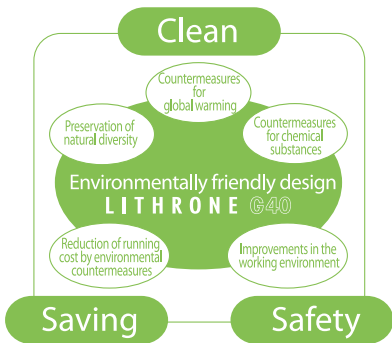 Clean
Countermeasures
for
global warming
Preservation of
natural diversity
Countermeasures
for chemical
substances
Environmentally friendly design
LITHRONE G40
Reduction of running
cost by environmental
countermeasures
Improvements in the
working environment
Saving
Safety